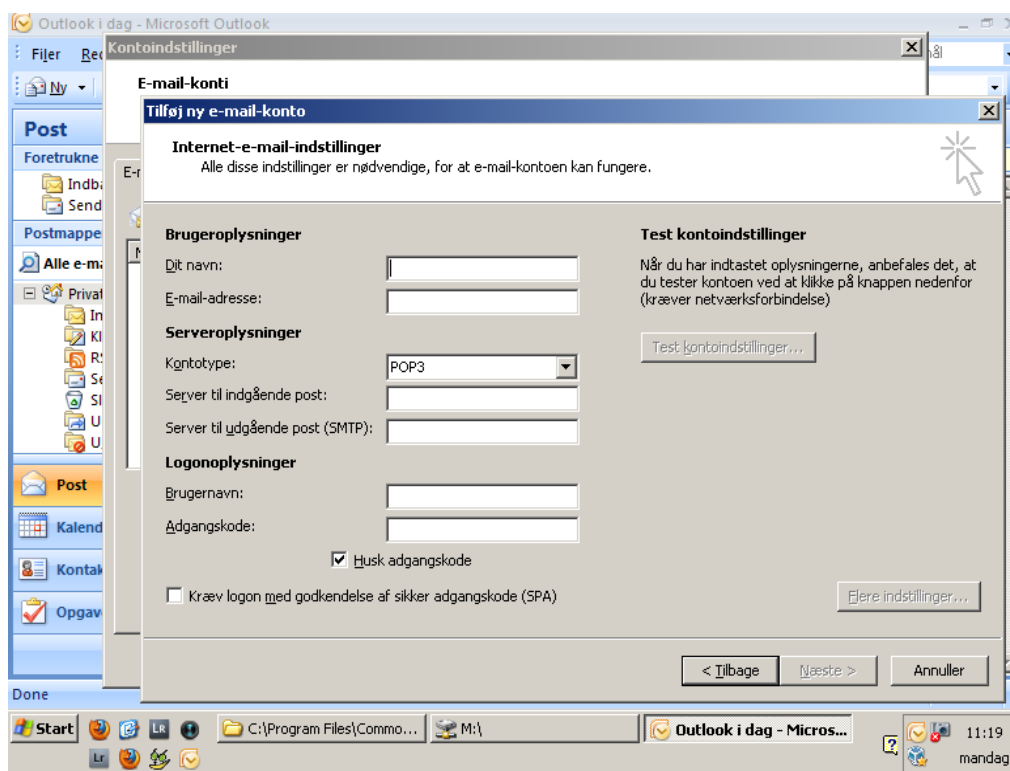 Outlook i dag - Microsoft Outlook
Filer
Kontoindstillinger
Ny
E-mail-konti
Tilføj ny e-mail-konto
Internet-e-mail-indstillinger
Alle disse indstillinger er nødvendige, for at e-mail-kontoen kan fungere.
Post
Foretrukne
Send
Postmappe
Alle e-ma
Privat
Brugeroplysninger
Dit navn:
E-mail-adresse:
Serveroplysninger
Kontotype:
POP3
Server til indgående post:
Server til udgående post (SMTP):
Logonoplysninger
Brugernavn:
Adgangskode:
Husk adgangskode
Kræv logon med godkendelse af sikker adgangskode (SPA)
Test kontoindstillinger
Når du har indtastet oplysningerne, anbefales det, at
du tester kontoen ved at klikke på knappen nedenfor
(kræver netværksforbindelse)
Test kontoindstillinger...
Flere indstillinger...
< Tilbage
Næste >
Annuller
Post
Kalend
Kontak
Opgav
Done
Start
C:\Program Files\Commo...
M:\
Outlook i dag - Micros...
11:19
mandag